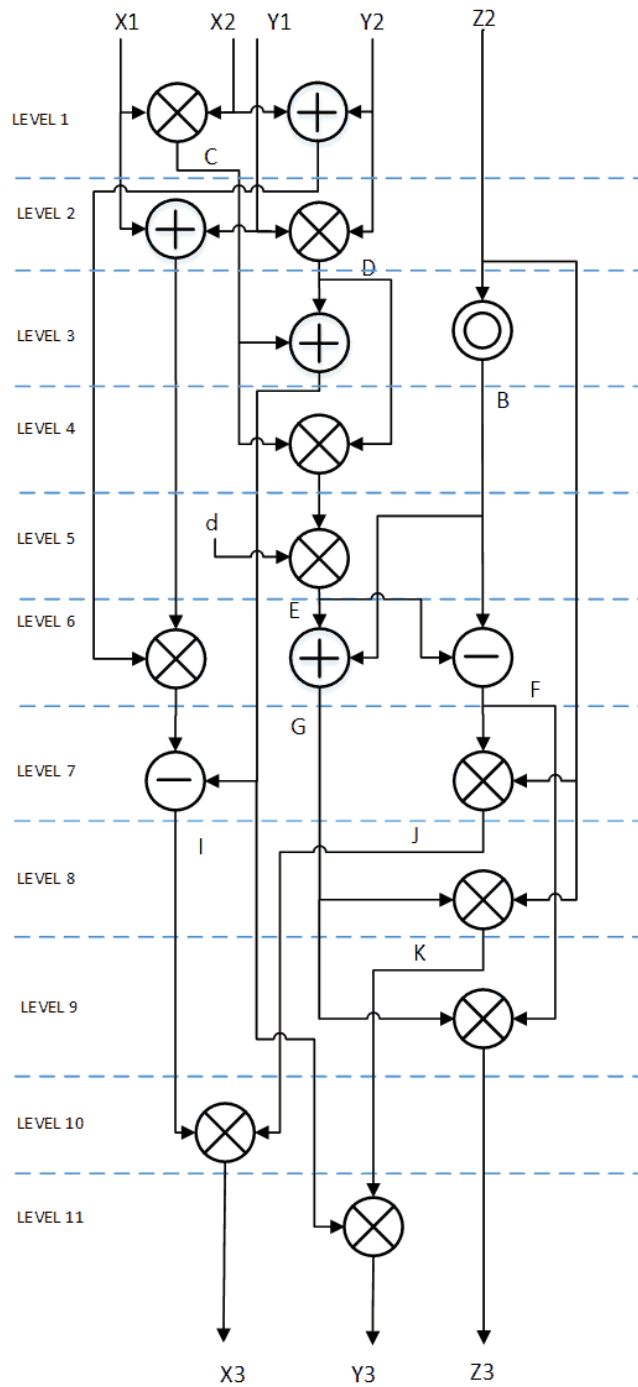 X1 X2 Y1 Y2 Z2
LEVEL 1
C
LEVEL 2
D
LEVEL 3
B
LEVEL 4
d
LEVEL 5
E
LEVEL 6
F
G
LEVEL 7
I
J
LEVEL 8
K
LEVEL 9
LEVEL 10
LEVEL 11
X3 Y3 Z3